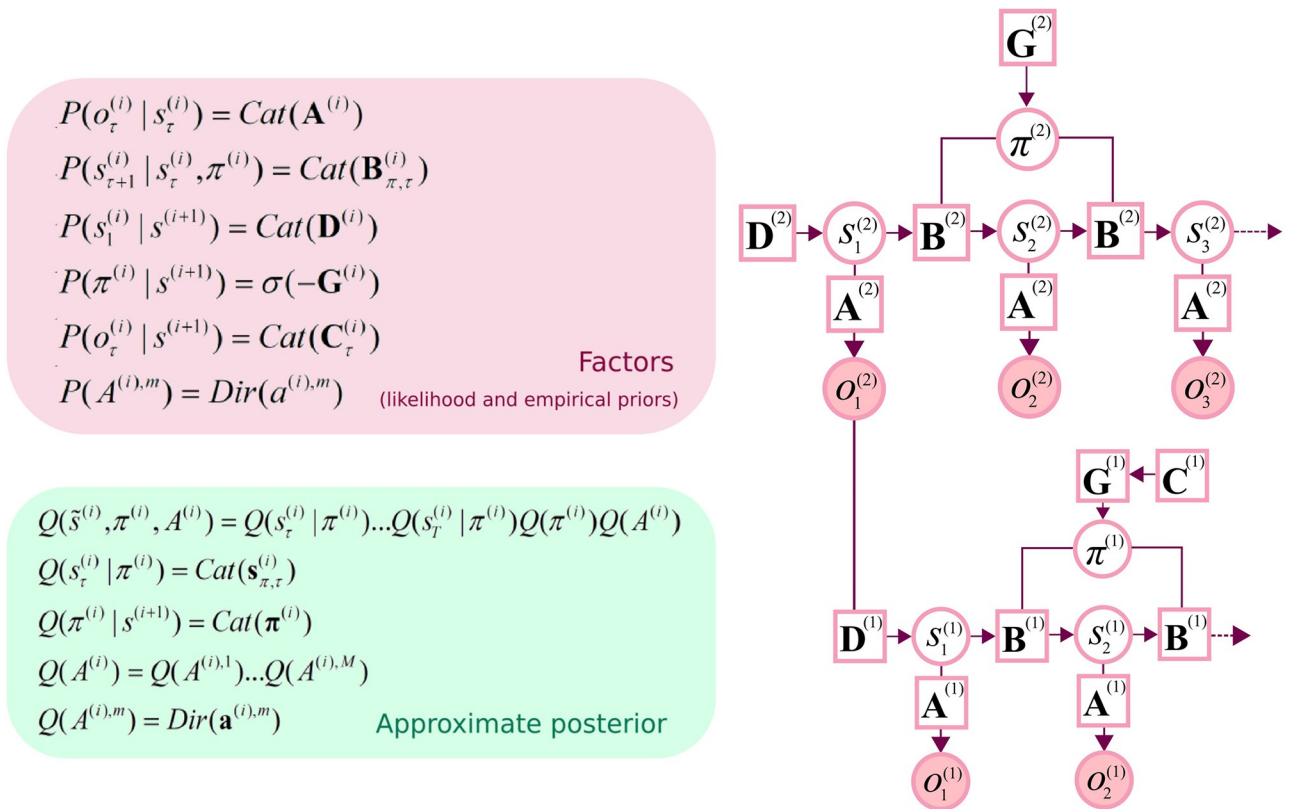 P(o_τ^{(i)} | s_τ^{(i)}) = Cat(𝐀^{(i)})
P(s_{τ+1}^{(i)} | s_τ^{(i)}, π^{(i)}) = Cat(𝐁_{π,τ}^{(i)})
P(s_1^{(i)} | s^{(i+1)}) = Cat(𝐃^{(i)})
P(π^{(i)} | s^{(i+1)}) = σ(-𝐆^{(i)})
P(o_τ^{(i)} | s^{(i+1)}) = Cat(𝐂_τ^{(i)})
P(A^{(i),m}) = Dir(a^{(i),m})
Factors
(likelihood and empirical priors)
Q(s̃^{(i)}, π^{(i)}, A^{(i)}) = Q(s_τ^{(i)} | π^{(i)})...Q(s_T^{(i)} | π^{(i)})Q(π^{(i)})Q(A^{(i)})
Q(s_τ^{(i)} | π^{(i)}) = Cat(𝐬_{π,τ}^{(i)})
Q(π^{(i)} | s^{(i+1)}) = Cat(𝛑^{(i)})
Q(A^{(i)}) = Q(A^{(i),1})...Q(A^{(i),M})
Q(A^{(i),m}) = Dir(𝐚^{(i),m})
Approximate posterior
𝐆^{(2)}
π^{(2)}
𝐃^{(2)} s_1^{(2)} 𝐁^{(2)} s_2^{(2)} 𝐁^{(2)} s_3^{(2)}
𝐀^{(2)} 𝐀^{(2)} 𝐀^{(2)}
o_1^{(2)} o_2^{(2)} o_3^{(2)}
𝐆^{(1)} 𝐂^{(1)}
π^{(1)}
𝐃^{(1)} s_1^{(1)} 𝐁^{(1)} s_2^{(1)} 𝐁^{(1)}
𝐀^{(1)} 𝐀^{(1)}
o_1^{(1)} o_2^{(1)}